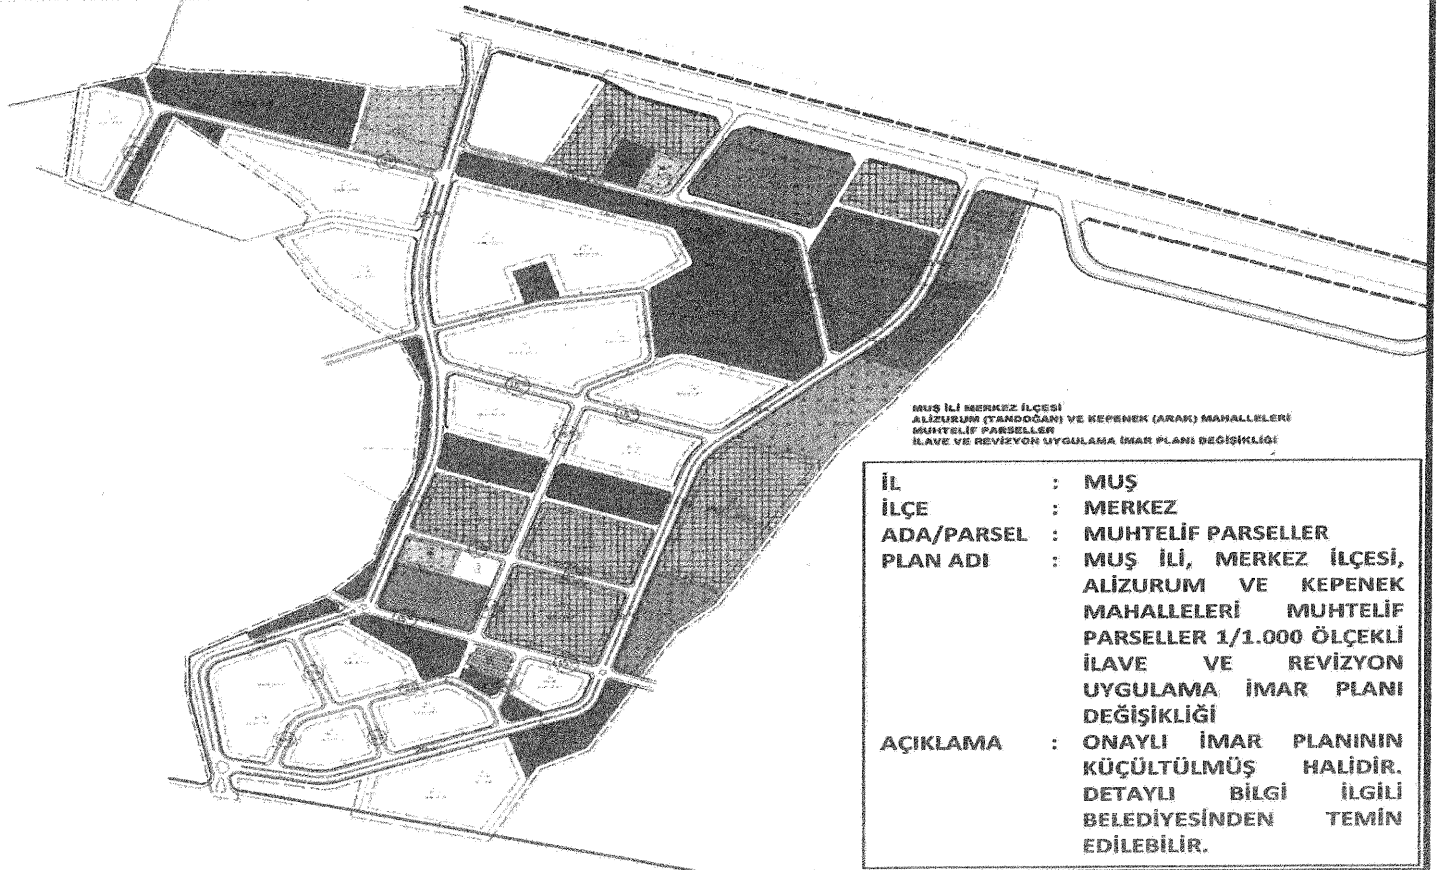 MUŞ İLİ MERKEZ İLÇESİ
ALİZURUM (TANDOĞAN) VE KEPENEK (ARAK) MAHALLELERİ
MUHTELİF PARSELLER
İLAVE VE REVİZYON UYGULAMA İMAR PLANI DEĞİŞİKLİĞİ
İL : MUŞ
İLÇE : MERKEZ
ADA/PARSEL : MUHTELİF PARSELLER
PLAN ADI : MUŞ İLİ, MERKEZ İLÇESİ,
ALİZURUM VE KEPENEK
MAHALLELERİ MUHTELİF
PARSELLER 1/1.000 ÖLÇEKLİ
İLAVE VE REVİZYON
UYGULAMA İMAR PLANI
DEĞİŞİKLİĞİ
AÇIKLAMA : ONAYLI İMAR PLANININ
KÜÇÜLTÜLMÜŞ HALİDİR.
DETAYLI BİLGİ İLGİLİ
BELEDİYESİNDEN TEMİN
EDİLEBİLİR.